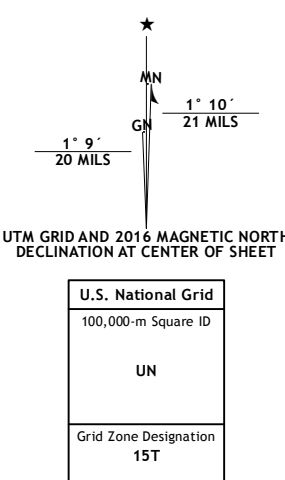 ★
MN
GN
1° 10´
21 MILS
1° 9´
20 MILS
UTM GRID AND 2016 MAGNETIC NORTH
DECLINATION AT CENTER OF SHEET
U.S. National Grid
100,000-m Square ID
UN
Grid Zone Designation
15T